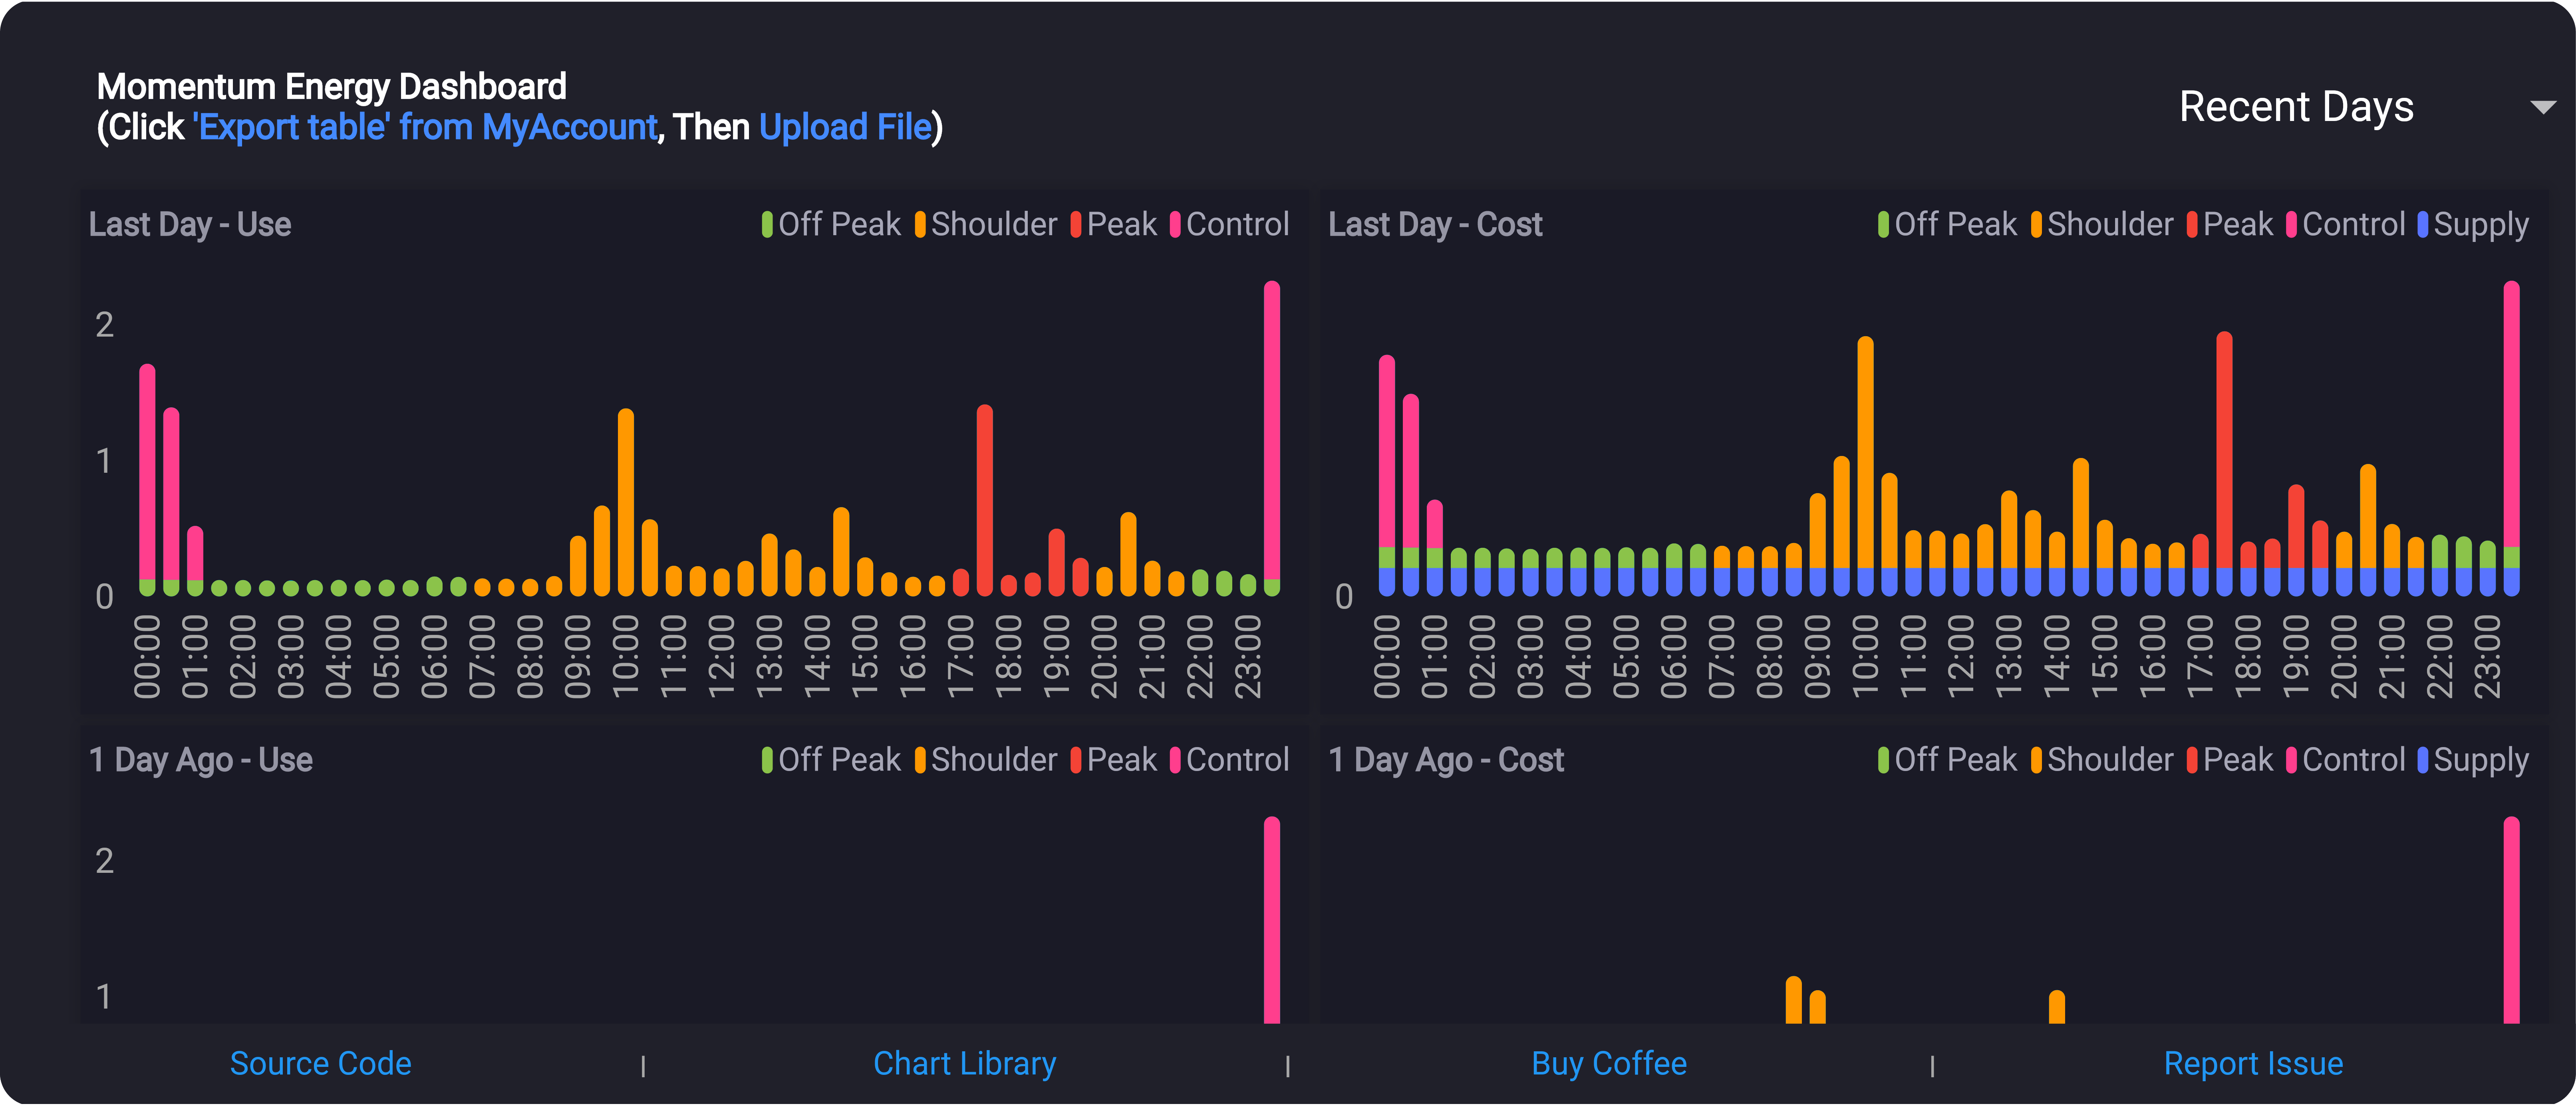 Momentum Energy Dashboard
(Click 'Export table' from MyAccount, Then Upload File)
Recent Days
Last Day - Use
Off Peak Shoulder Peak Control
2
1
0
00:00 01:00 02:00 03:00 04:00 05:00 06:00 07:00 08:00 09:00 10:00 11:00 12:00 13:00 14:00 15:00 16:00 17:00 18:00 19:00 20:00 21:00 22:00 23:00
Last Day - Cost
Off Peak Shoulder Peak Control Supply
0
00:00 01:00 02:00 03:00 04:00 05:00 06:00 07:00 08:00 09:00 10:00 11:00 12:00 13:00 14:00 15:00 16:00 17:00 18:00 19:00 20:00 21:00 22:00 23:00
1 Day Ago - Use
Off Peak Shoulder Peak Control
2
1
1 Day Ago - Cost
Off Peak Shoulder Peak Control Supply
Source Code | Chart Library | Buy Coffee | Report Issue